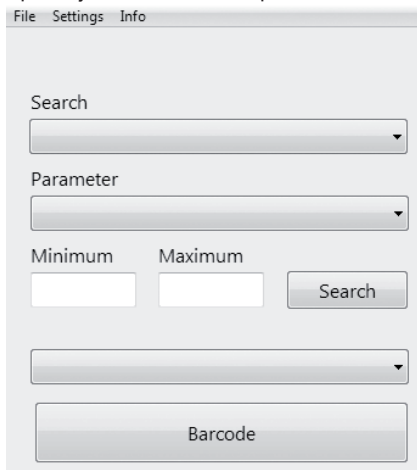 File Settings Info
Search
Parameter
Minimum Maximum
Search
Barcode